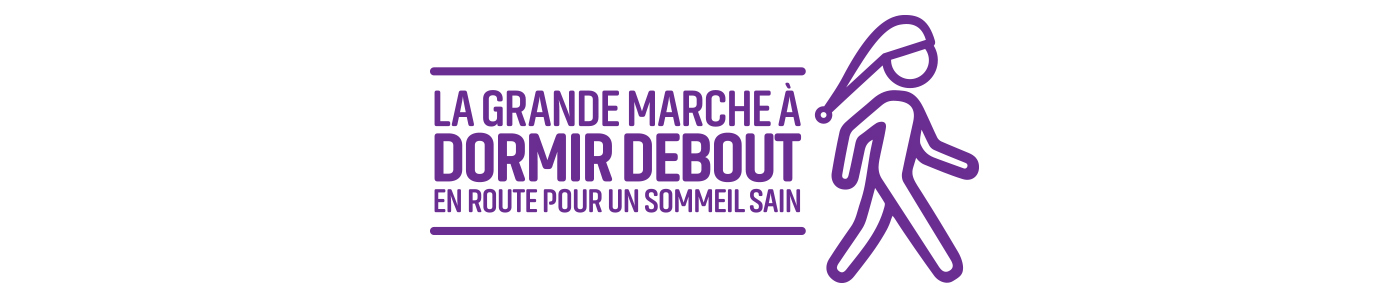 LA GRANDE MARCHE À
DORMIR DEBOUT
EN ROUTE POUR UN SOMMEIL SAIN